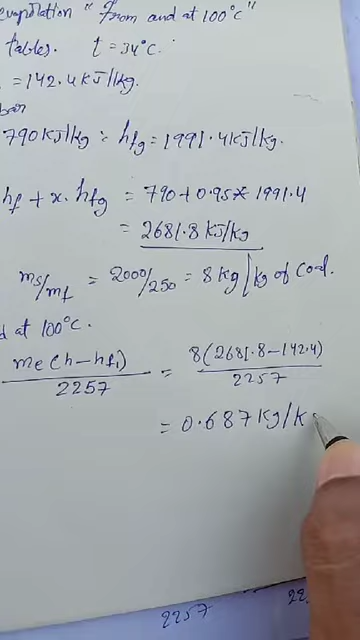 evaporation "From and at 100°C"
tables. t = 34°C.
= 142.4 kJ/kg.
bar
790 kJ/kg : hfg = 1991.4 kJ/kg.
hf + x. hfg = 790 + 0.95 * 1991.4
= 2681.8 kJ/kg
ms/mf = 2000/250 = 8 kg/kg of coal.
d at 100°C.
me (h - hf1) / 2257 = 8(2681.8 - 142.4) / 2257
= 0.687 kg/k
2257
22